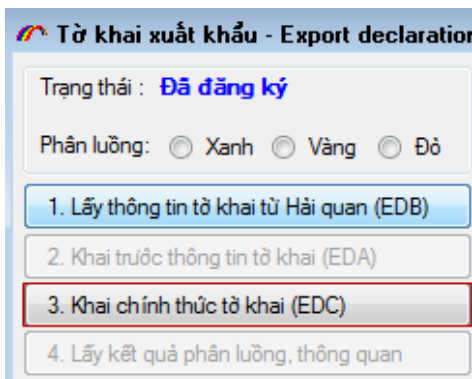 Tờ khai xuất khẩu - Export declaration
Trạng thái : Đã đăng ký
Phân luồng: Xanh Vàng Đỏ
1. Lấy thông tin tờ khai từ Hải quan (EDB)
2. Khai trước thông tin tờ khai (EDA)
3. Khai chính thức tờ khai (EDC)
4. Lấy kết quả phân luồng, thông quan